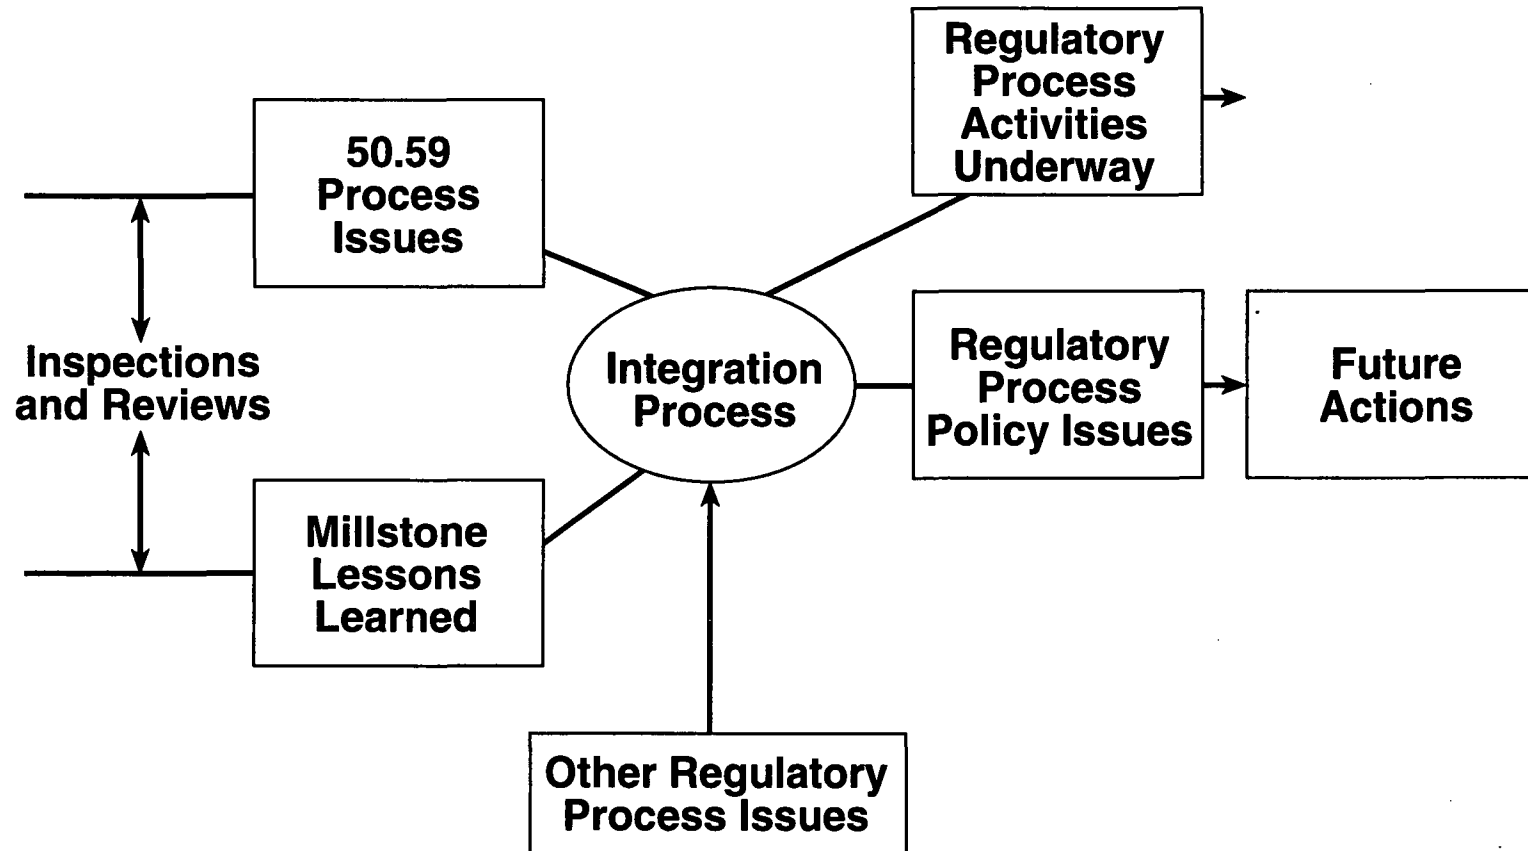 Regulatory
Process
Activities
Underway
50.59
Process
Issues
Inspections
and Reviews
Integration
Process
Regulatory
Process
Policy Issues
Future
Actions
Millstone
Lessons
Learned
Other Regulatory
Process Issues